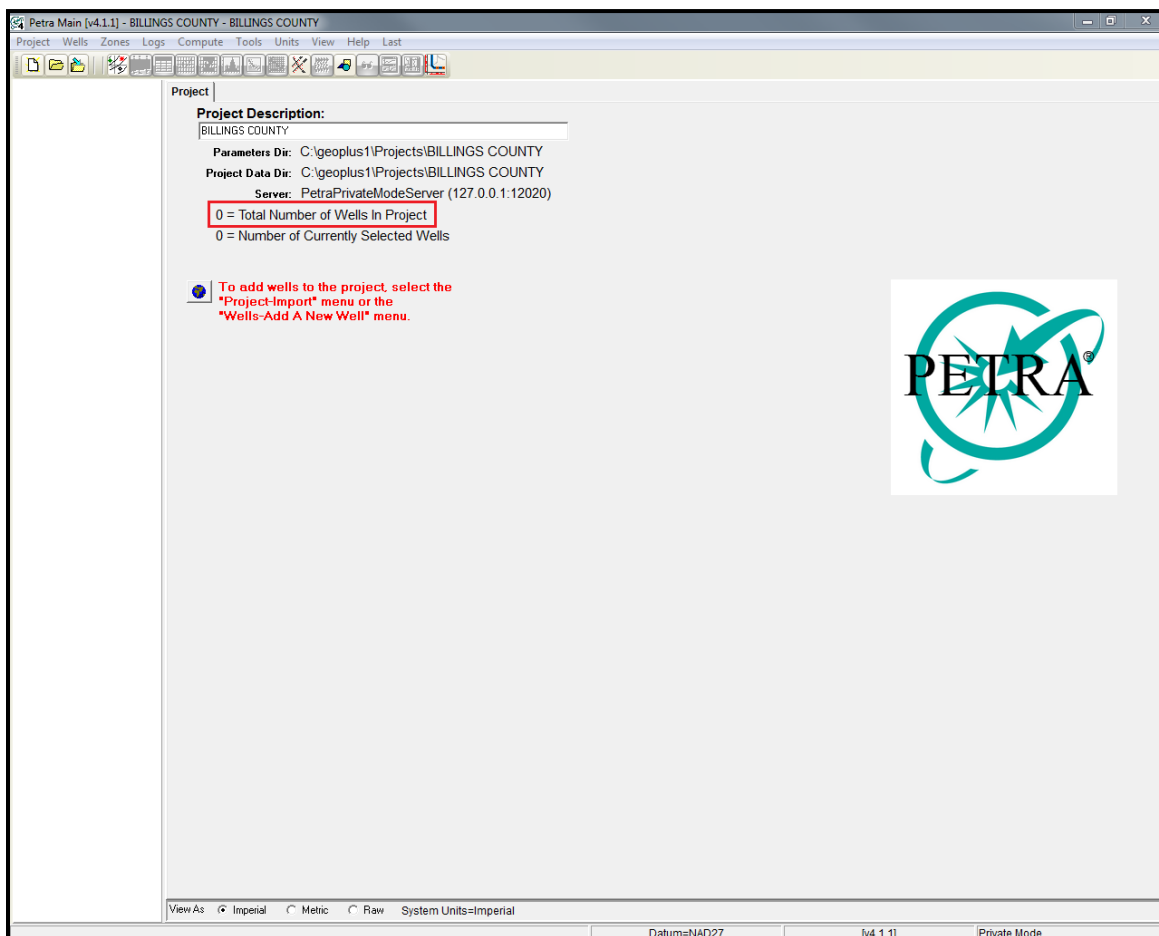 Petra Main [v4.1.1] - BILLINGS COUNTY - BILLINGS COUNTY
Project Wells Zones Logs Compute Tools Units View Help Last
Project
Project Description:
BILLINGS COUNTY
Parameters Dir: C:\geoplus1\Projects\BILLINGS COUNTY
Project Data Dir: C:\geoplus1\Projects\BILLINGS COUNTY
Server: PetraPrivateModeServer (127.0.0.1:12020)
0 = Total Number of Wells In Project
0 = Number of Currently Selected Wells
To add wells to the project, select the
"Project-Import" menu or the
"Wells-Add A New Well" menu.
PETRA®
View As Imperial Metric Raw System Units=Imperial
Datum=NAD27 [v4.1.1] Private Mode